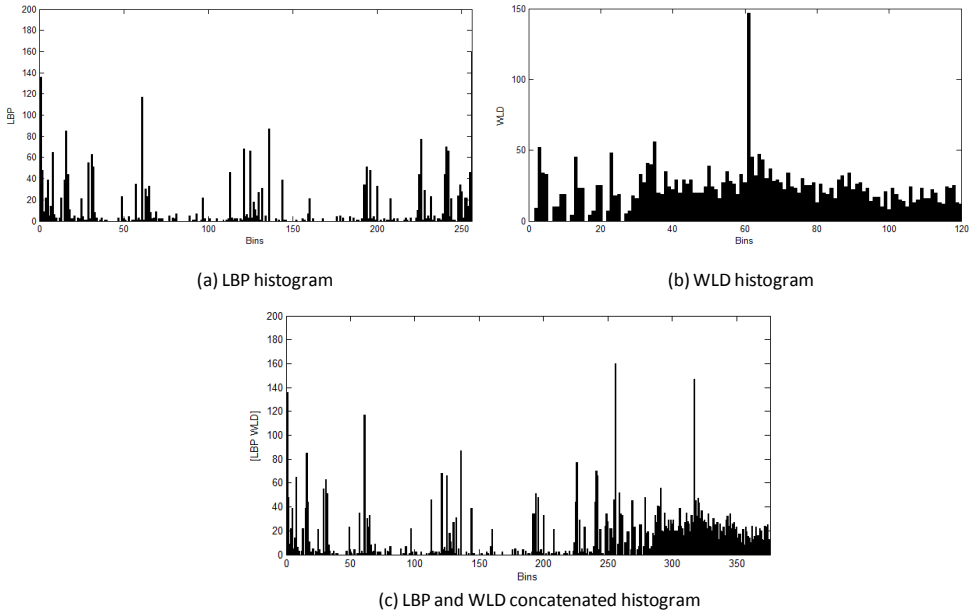 200
180
160
140
120
100
80
60
40
20
0
LBP
0 50 100 150 200 250
Bins
(a) LBP histogram
150
100
50
0
WLD
0 20 40 60 80 100 120
Bins
(b) WLD histogram
200
180
160
140
120
100
80
60
40
20
0
[LBP WLD]
0 50 100 150 200 250 300 350
Bins
(c) LBP and WLD concatenated histogram